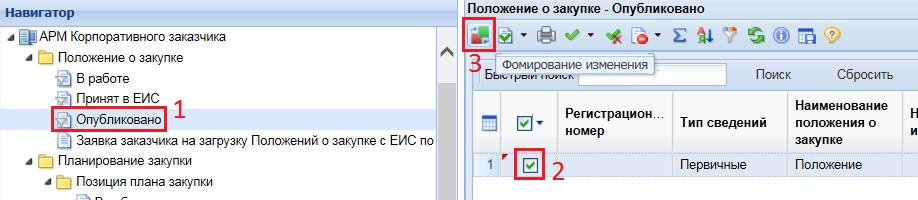 Навигатор
АРМ Корпоративного заказчика
Положение о закупке
В работе
Принят в ЕИС
Опубликовано 1
Заявка заказчика на загрузку Положений о закупке с ЕИС по
Планирование закупки
Позиция плана закупки
Положение о закупке - Опубликовано
3 Фомирование изменения
Быстрый поиск Поиск Сбросить
Регистрацион... номер
Тип сведений
Наименование
положения о
закупке
1 2 Первичные Положение